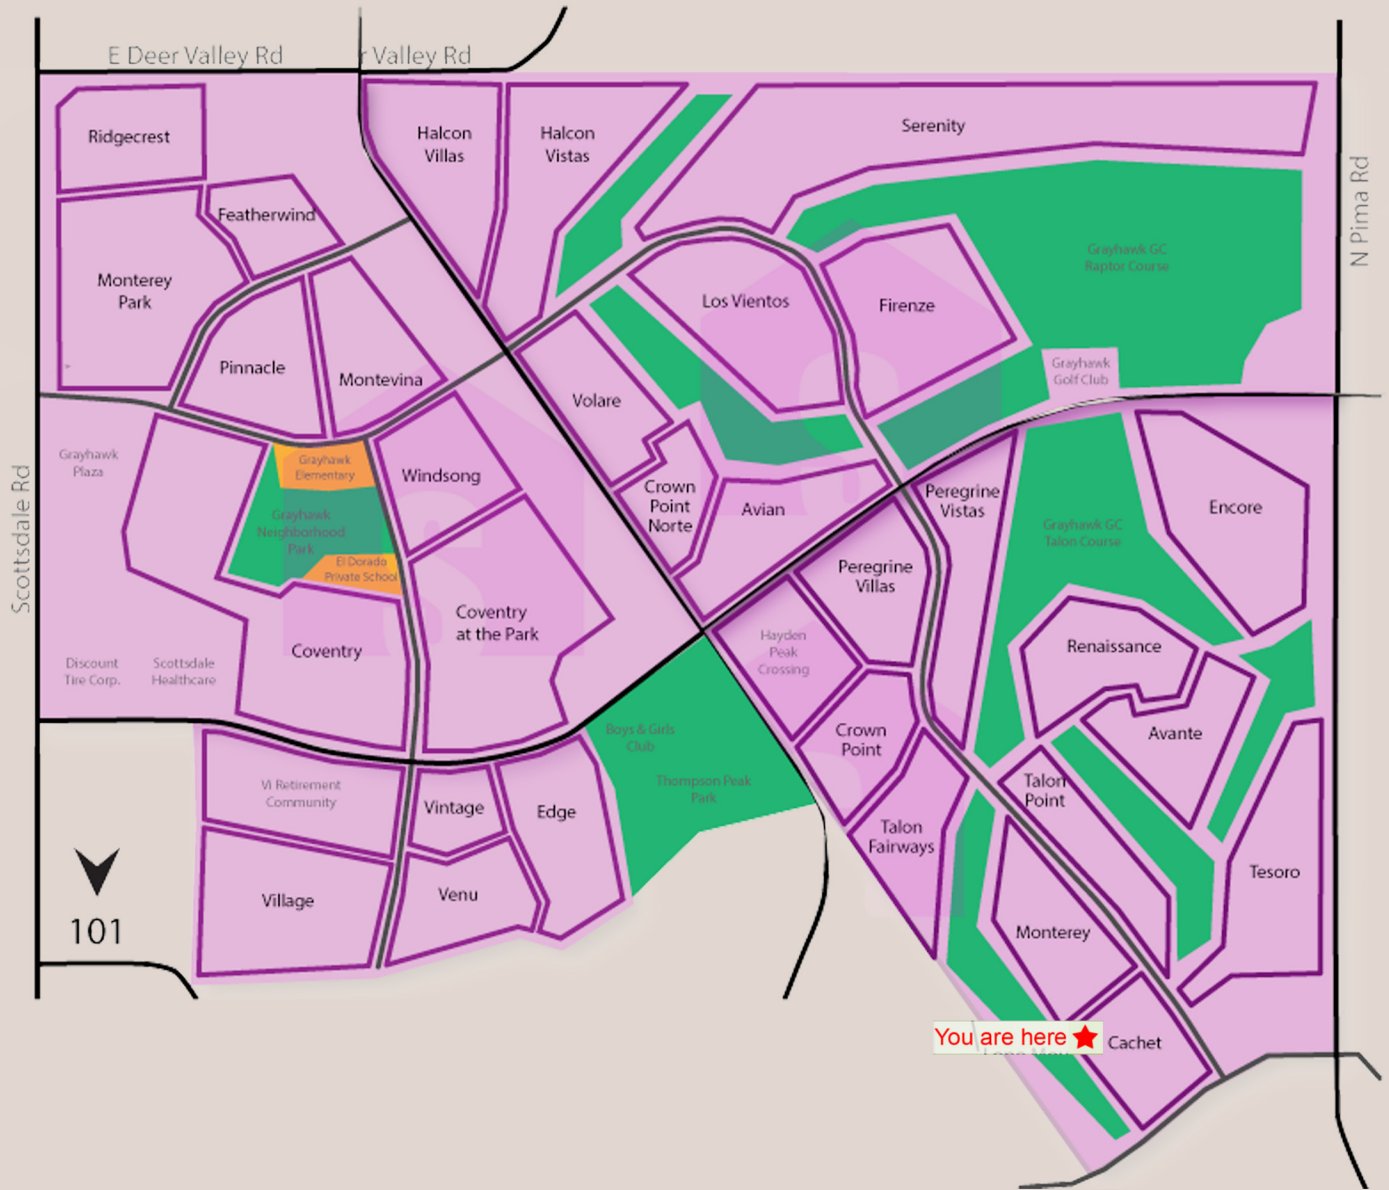 E Deer Valley Rd
r Valley Rd
Ridgecrest
Halcon
Villas
Halcon
Vistas
Serenity
N Pima Rd
Featherwind
Monterey
Park
Grayhawk GC
Raptor Course
Los Vientos
Firenze
Pinnacle
Montevina
Grayhawk
Golf Club
Volare
Grayhawk
Plaza
Grayhawk
Elementary
Windsong
Crown
Point
Norte
Avian
Peregrine
Vistas
Encore
Scottsdale Rd
Grayhawk
Neighborhood
Park
Grayhawk GC
Talon Course
El Dorado
Private School
Peregrine
Villas
Coventry
at the Park
Coventry
Hayden
Peak
Crossing
Renaissance
Discount
Tire Corp.
Scottsdale
Healthcare
Boys & Girls
Club
Crown
Point
Avante
Vi Retirement
Community
Vintage
Edge
Thompson Peak
Park
Talon
Point
Talon
Fairways
Tesoro
Village
Venu
101
Monterey
You are here
Cachet